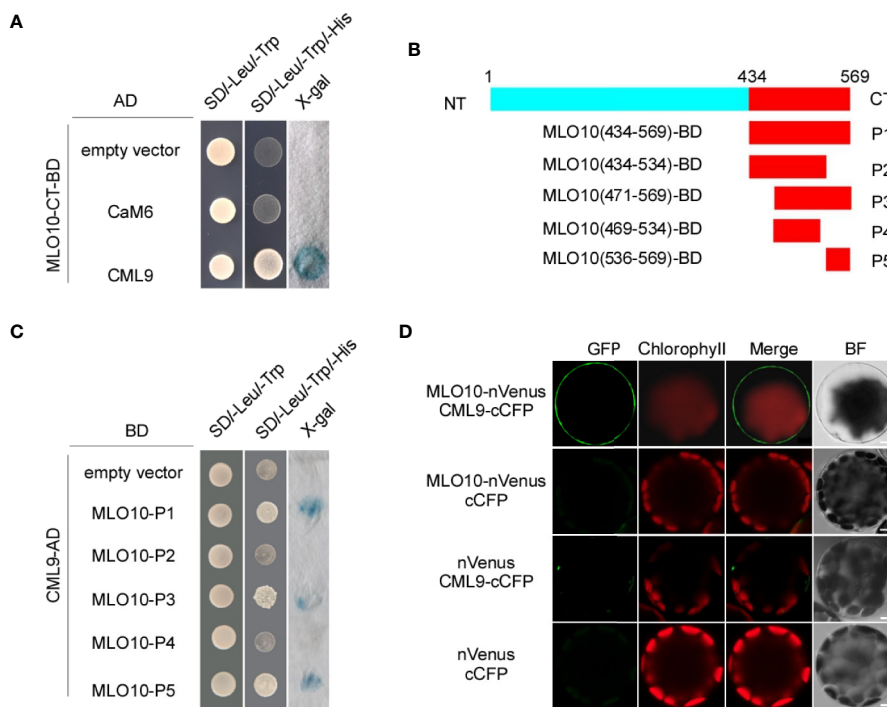 A
AD
SD/-Leu/-Trp
SD/-Leu/-Trp/-His
X-gal
MLO10-CT-BD
empty vector
CaM6
CML9
B
1
434
569
NT
CT
MLO10(434-569)-BD
P1
MLO10(434-534)-BD
P2
MLO10(471-569)-BD
P3
MLO10(469-534)-BD
P4
MLO10(536-569)-BD
P5
C
BD
SD/-Leu/-Trp
SD/-Leu/-Trp/-His
X-gal
CML9-AD
empty vector
MLO10-P1
MLO10-P2
MLO10-P3
MLO10-P4
MLO10-P5
D
GFP
Chlorophyll
Merge
BF
MLO10-nVenus
CML9-cCFP
MLO10-nVenus
cCFP
nVenus
CML9-cCFP
nVenus
cCFP